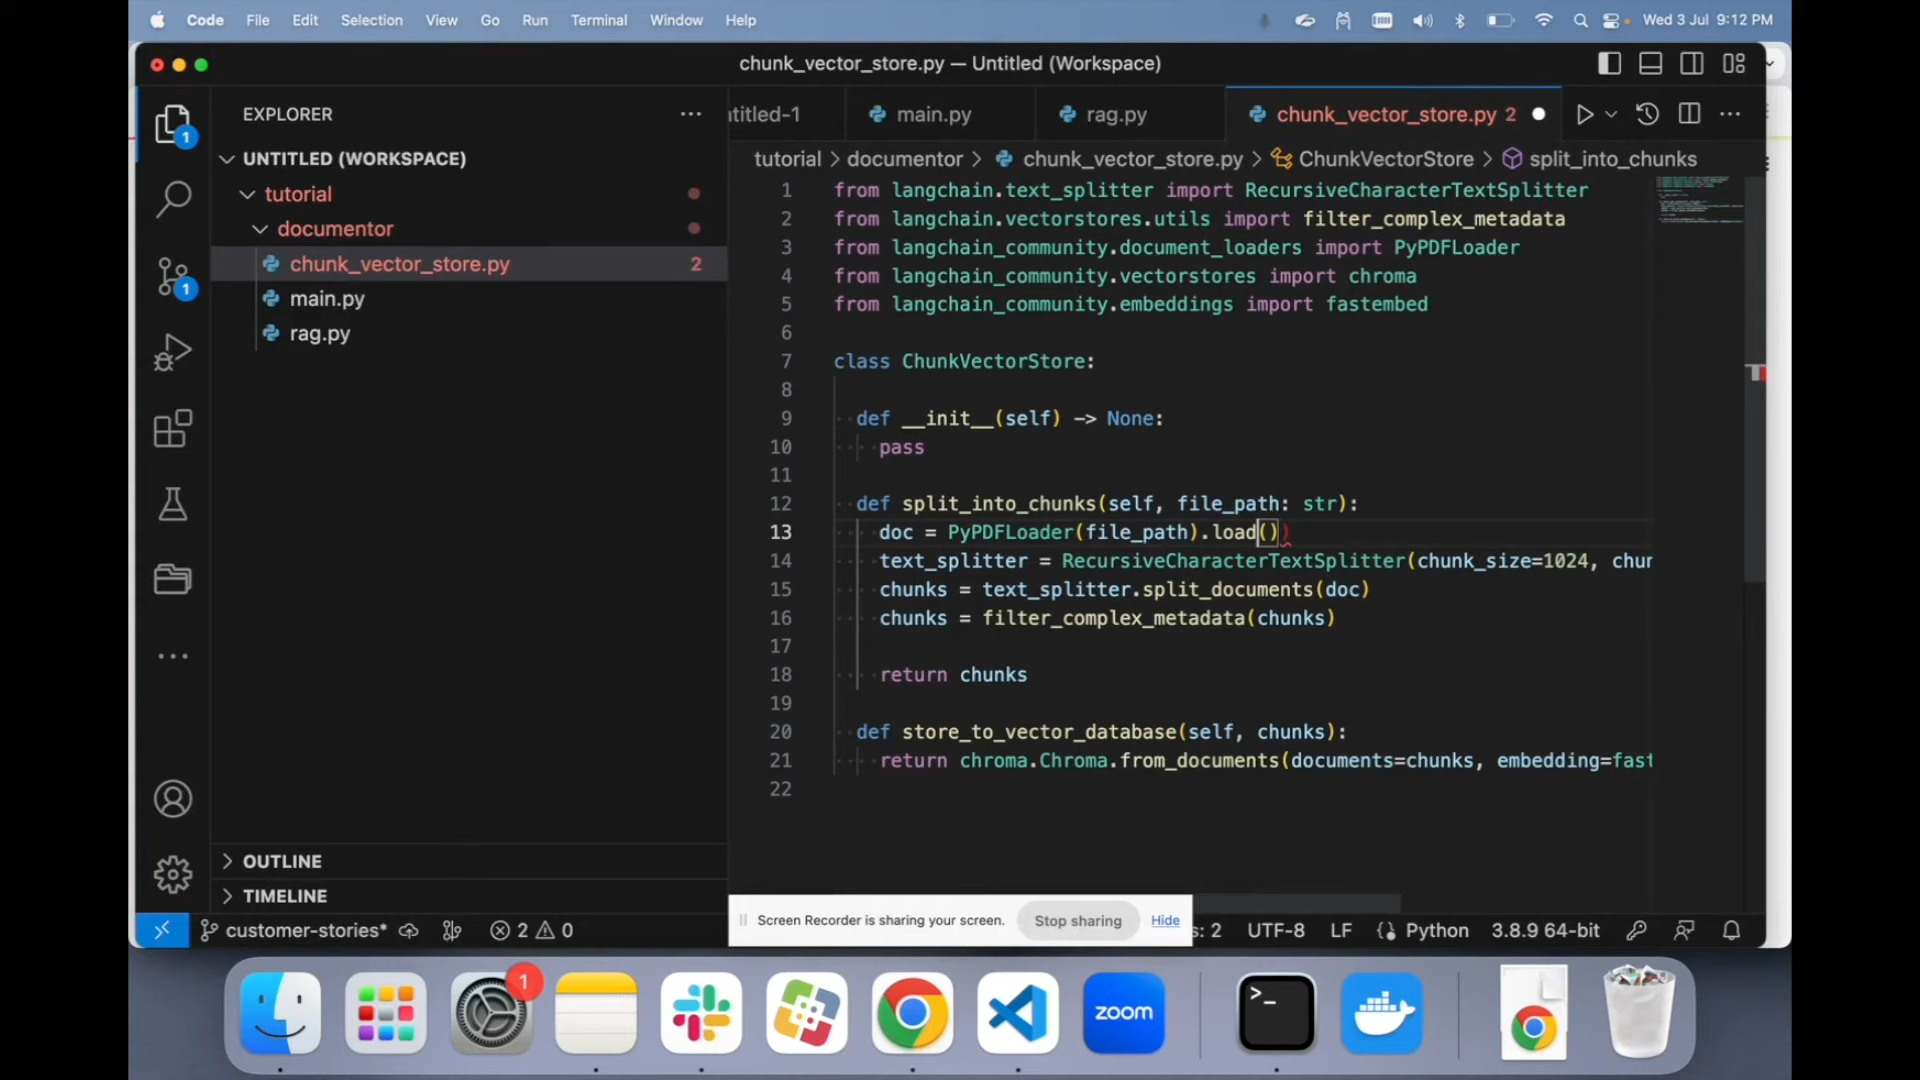 Code File Edit Selection View Go Run Terminal Window Help Wed 3 Jul 9:12 PM
chunk_vector_store.py — Untitled (Workspace)
EXPLORER
UNTITLED (WORKSPACE)
tutorial
documentor
chunk_vector_store.py 2
main.py
rag.py
OUTLINE
TIMELINE
1
1
ntitled-1 main.py rag.py chunk_vector_store.py 2
tutorial > documentor > chunk_vector_store.py > ChunkVectorStore > split_into_chunks
1 from langchain.text_splitter import RecursiveCharacterTextSplitter
2 from langchain.vectorstores.utils import filter_complex_metadata
3 from langchain_community.document_loaders import PyPDFLoader
4 from langchain_community.vectorstores import chroma
5 from langchain_community.embeddings import fastembed
6
7 class ChunkVectorStore:
8
9 def __init__(self) -> None:
10 pass
11
12 def split_into_chunks(self, file_path: str):
13 doc = PyPDFLoader(file_path).load())
14 text_splitter = RecursiveCharacterTextSplitter(chunk_size=1024, chun
15 chunks = text_splitter.split_documents(doc)
16 chunks = filter_complex_metadata(chunks)
17
18 return chunks
19
20 def store_to_vector_database(self, chunks):
21 return chroma.Chroma.from_documents(documents=chunks, embedding=fast
22
Screen Recorder is sharing your screen. Stop sharing Hide
customer-stories* 2 0 s: 2 UTF-8 LF Python 3.8.9 64-bit
1
zoom
>_